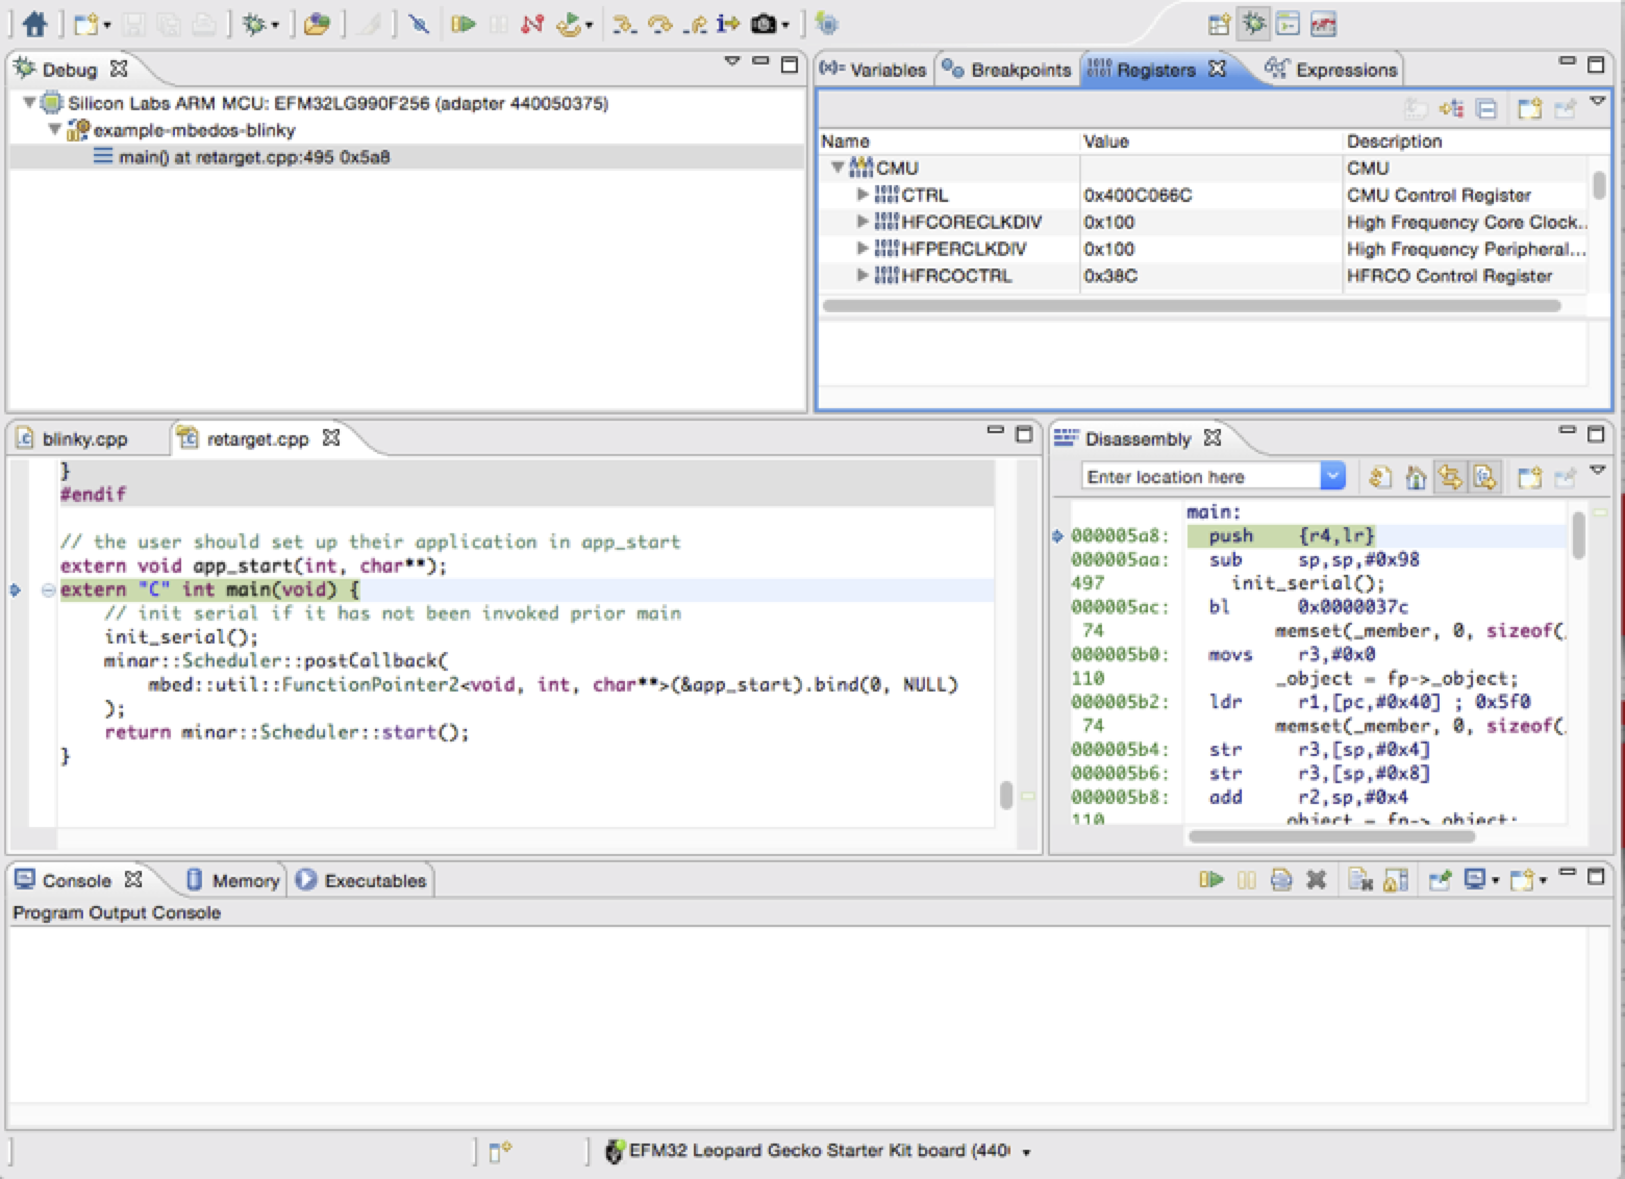 Debug
Silicon Labs ARM MCU: EFM32LG990F256 (adapter 440050375)
example-mbedos-blinky
main() at retarget.cpp:495 0x5a8
(x)= Variables
Breakpoints
Registers
Expressions
Name Value Description
CMU CMU
CTRL 0x400C066C CMU Control Register
HFCORECLKDIV 0x100 High Frequency Core Clock...
HFPERCLKDIV 0x100 High Frequency Peripheral...
HFRCOCTRL 0x38C HFRCO Control Register
blinky.cpp
retarget.cpp
}
#endif
// the user should set up their application in app_start
extern void app_start(int, char**);
extern "C" int main(void) {
// init serial if it has not been invoked prior main
init_serial();
minar::Scheduler::postCallback(
mbed::util::FunctionPointer2<void, int, char**>(&app_start).bind(0, NULL)
);
return minar::Scheduler::start();
}
Disassembly
Enter location here
main:
000005a8: push {r4,lr}
000005aa: sub sp,sp,#0x98
497 init_serial();
000005ac: bl 0x0000037c
74 memset(_member, 0, sizeof(
000005b0: movs r3,#0x0
110 _object = fp->_object;
000005b2: ldr r1,[pc,#0x40] ; 0x5f0
74 memset(_member, 0, sizeof(
000005b4: str r3,[sp,#0x4]
000005b6: str r3,[sp,#0x8]
000005b8: add r2,sp,#0x4
110 _object = fp->_object;
Console
Memory
Executables
Program Output Console
EFM32 Leopard Gecko Starter Kit board (440